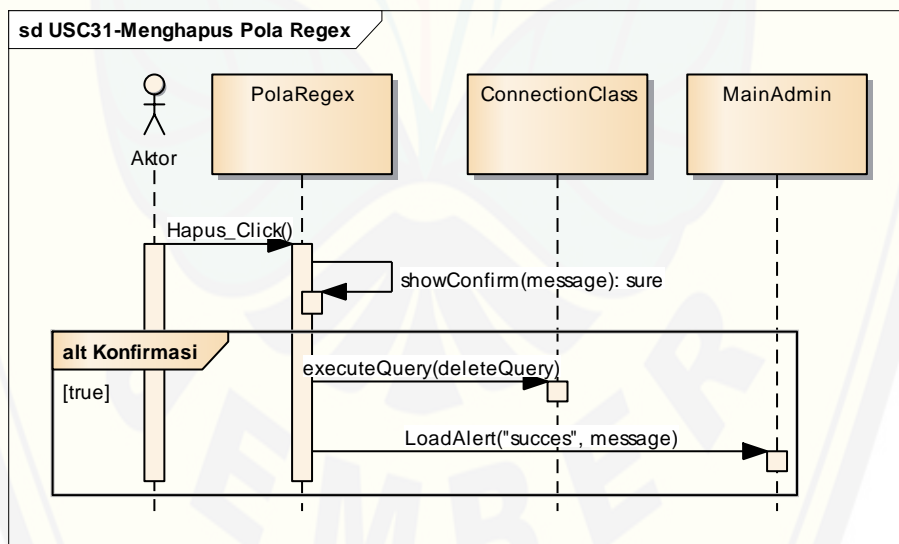 sd USC31-Menghapus Pola Regex
Aktor
PolaRegex
ConnectionClass
MainAdmin
Hapus_Click()
showConfirm(message): sure
alt Konfirmasi
[true]
executeQuery(deleteQuery)
LoadAlert("succes", message)